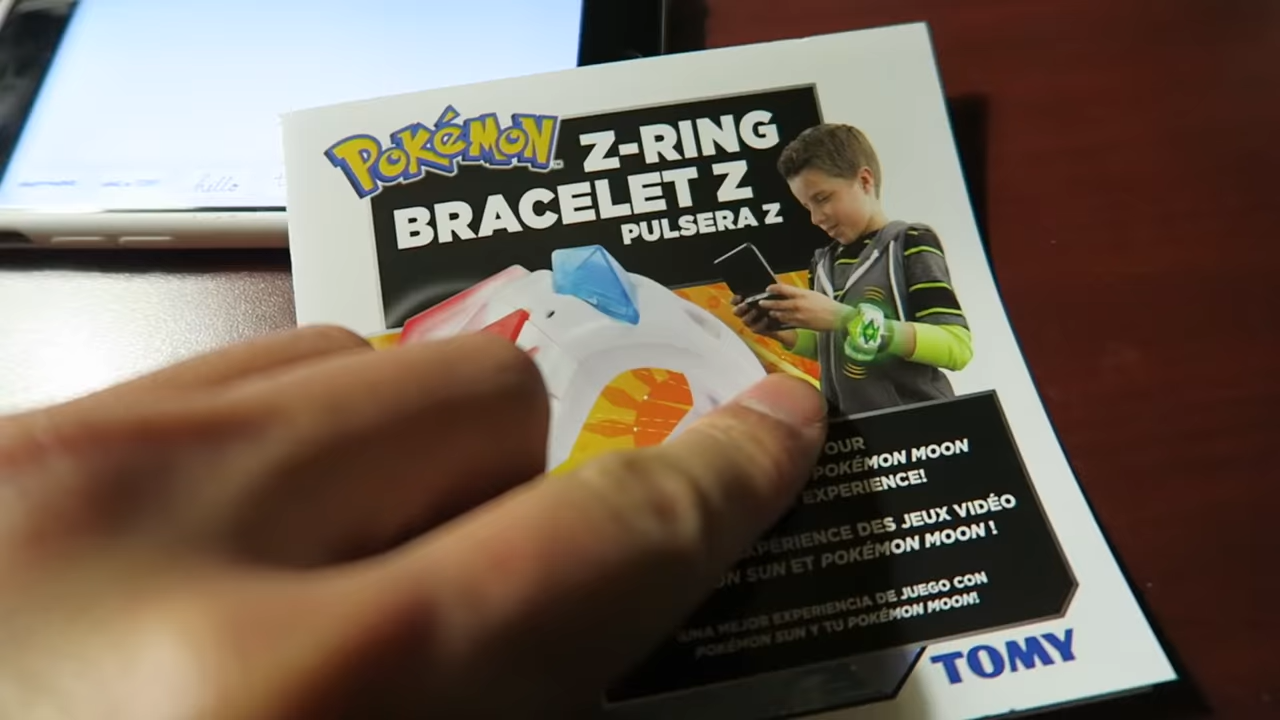 hello
POKÉMON
Z-RING
BRACELET Z
PULSERA Z
OUR
POKÉMON MOON
EXPERIENCE!
EXPÉRIENCE DES JEUX VIDÉO
SUN ET POKÉMON MOON !
UNA MEJOR EXPERIENCIA DE JUEGO CON
POKÉMON SUN Y TU POKÉMON MOON!
TOMY